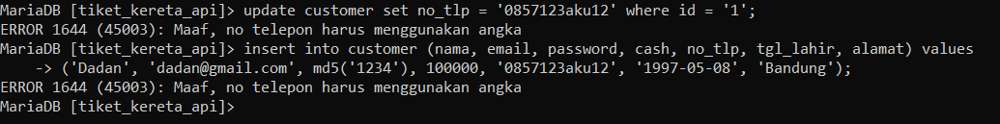 MariaDB [tiket_kereta_api]> update customer set no_tlp = '0857123aku12' where id = '1';
ERROR 1644 (45003): Maaf, no telepon harus menggunakan angka
MariaDB [tiket_kereta_api]> insert into customer (nama, email, password, cash, no_tlp, tgl_lahir, alamat) values
    -> ('Dadan', 'dadan@gmail.com', md5('1234'), 100000, '0857123aku12', '1997-05-08', 'Bandung');
ERROR 1644 (45003): Maaf, no telepon harus menggunakan angka
MariaDB [tiket_kereta_api]>